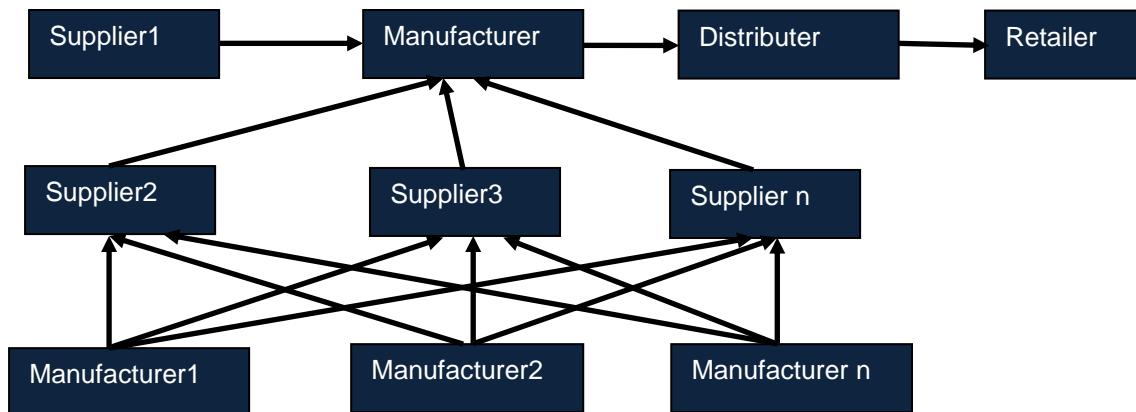 Supplier1
Manufacturer
Distributer
Retailer
Supplier2
Supplier3
Supplier n
Manufacturer1
Manufacturer2
Manufacturer n